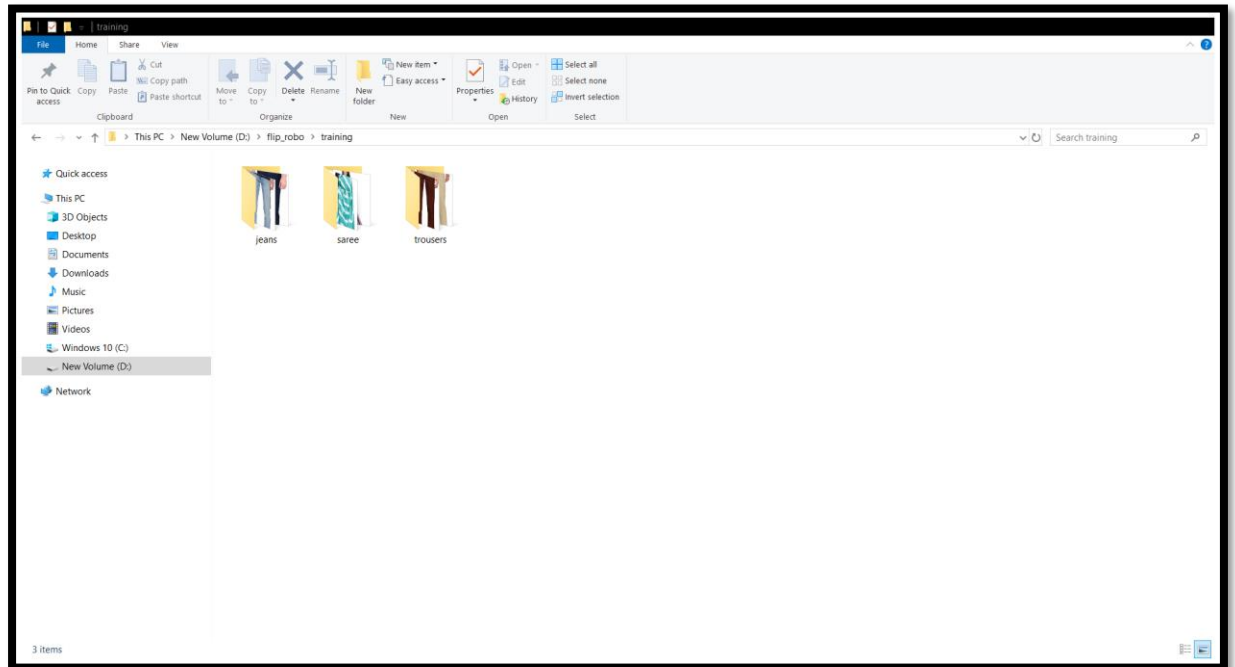 training
File Home Share View
Pin to Quick access
Copy
Paste
Cut
Copy path
Paste shortcut
Clipboard
Move to
Copy to
Delete
Rename
Organize
New folder
New item
Easy access
New
Properties
Open
Edit
History
Open
Select all
Select none
Invert selection
Select
This PC > New Volume (D:) > flip_robo > training
Search training
Quick access
This PC
3D Objects
Desktop
Documents
Downloads
Music
Pictures
Videos
Windows 10 (C:)
New Volume (D:)
Network
jeans
saree
trousers
3 items